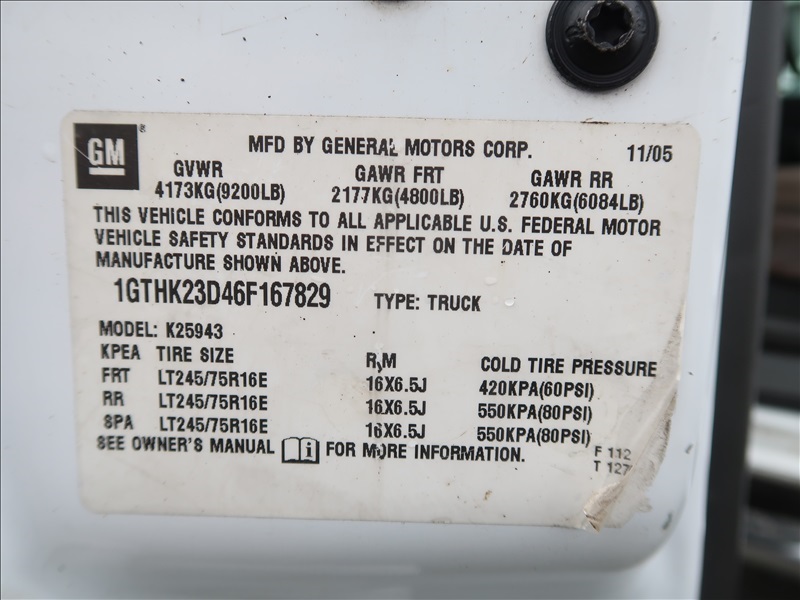 GM MFD BY GENERAL MOTORS CORP. 11/05
GVWR GAWR FRT GAWR RR
4173KG(9200LB) 2177KG(4800LB) 2760KG(6084LB)
THIS VEHICLE CONFORMS TO ALL APPLICABLE U.S. FEDERAL MOTOR
VEHICLE SAFETY STANDARDS IN EFFECT ON THE DATE OF
MANUFACTURE SHOWN ABOVE.
1GTHK23D46F167829 TYPE: TRUCK
MODEL: K25943
KPEA TIRE SIZE R,M COLD TIRE PRESSURE
FRT LT245/75R16E 16X6.5J 420KPA(60PSI)
RR LT245/75R16E 16X6.5J 550KPA(80PSI)
SPA LT245/75R16E 16X6.5J 550KPA(80PSI)
SEE OWNER'S MANUAL i FOR MORE INFORMATION.
F 112
T 127